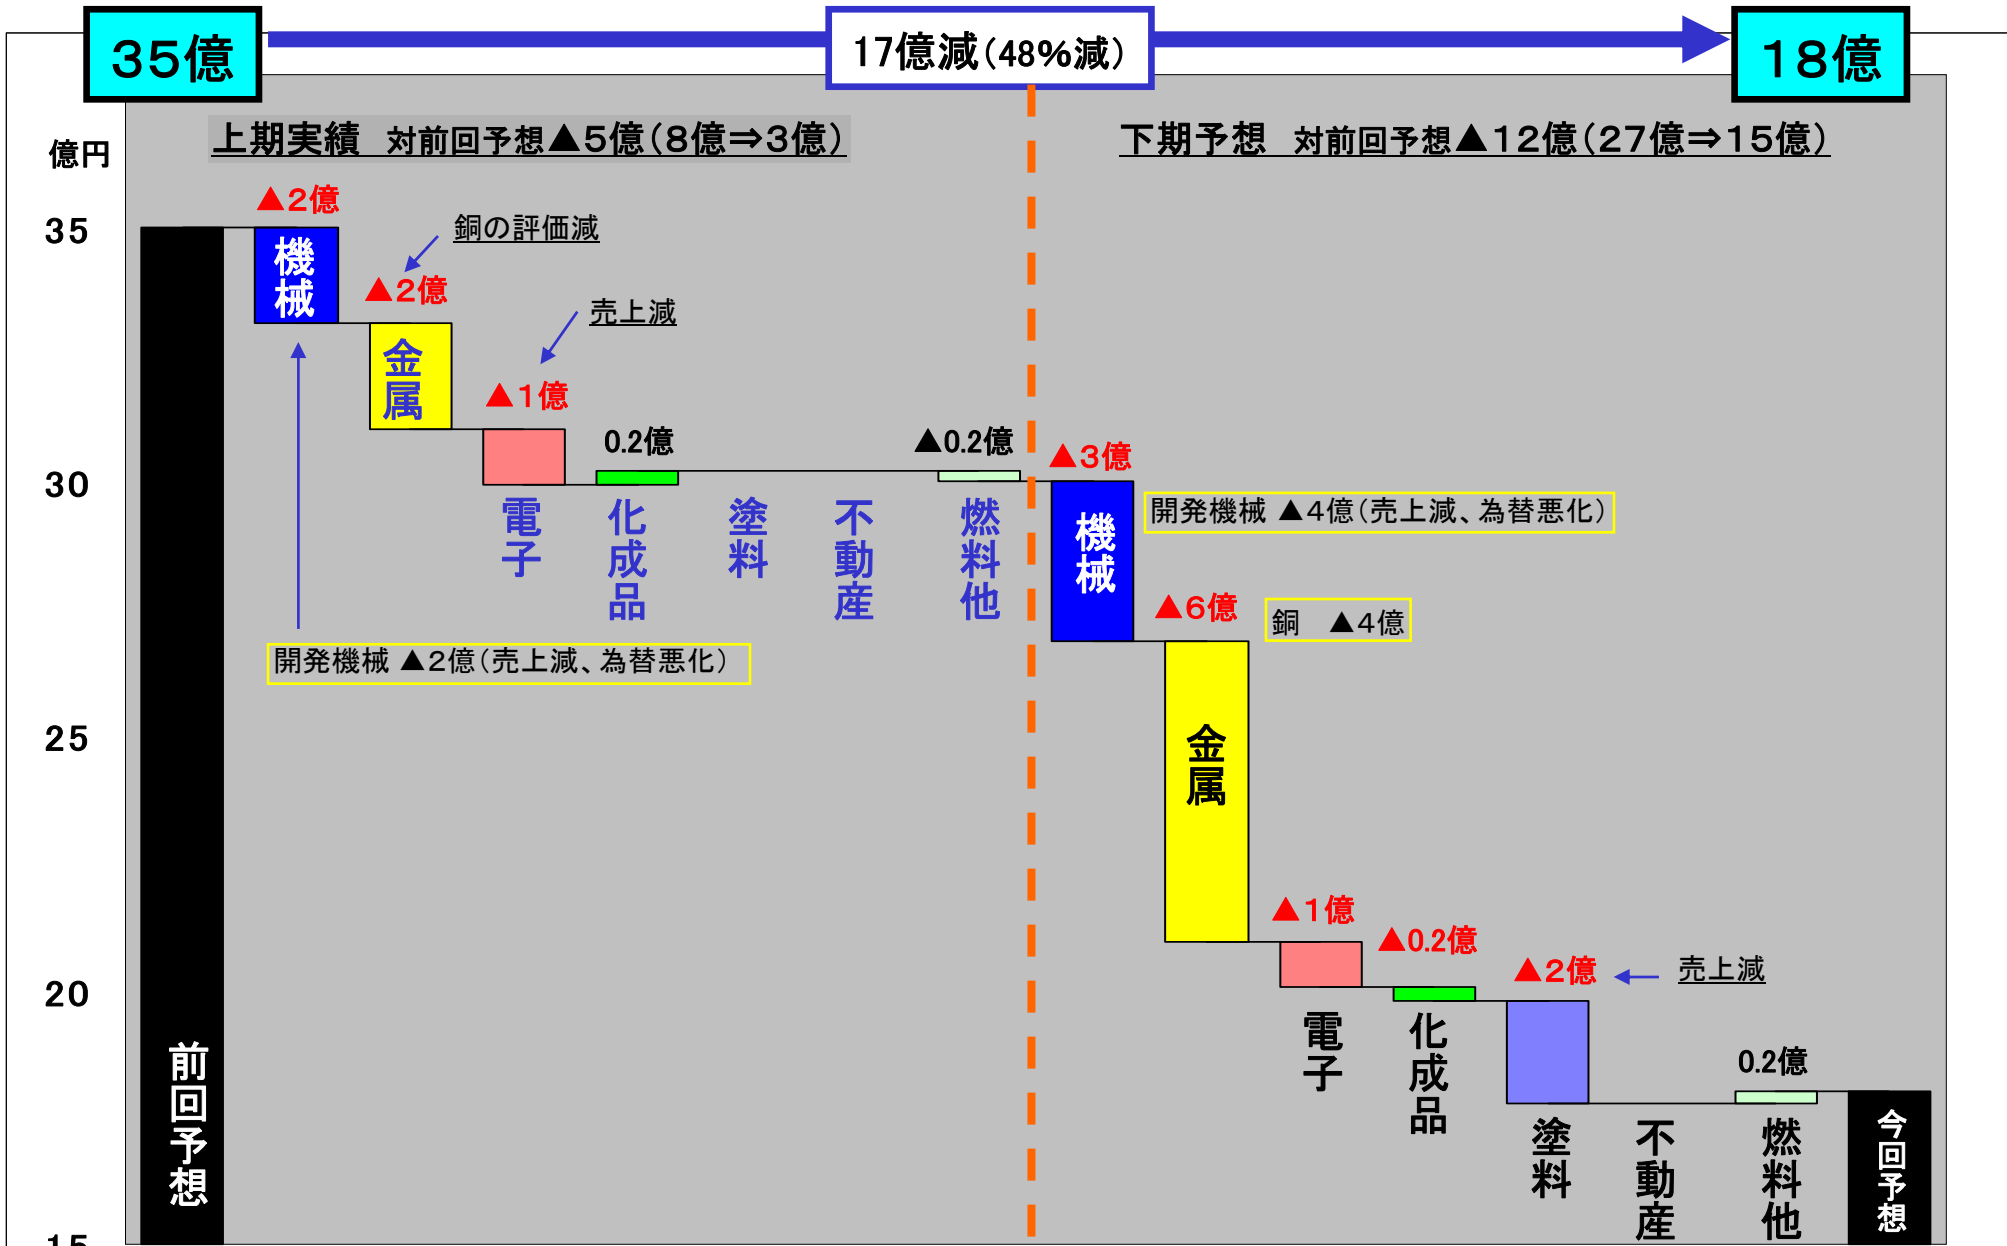 35億
17億減(48%減)
18億
上期実績 対前回予想▲5億(8億⇒3億)
下期予想 対前回予想▲12億(27億⇒15億)
億円
35
30
25
20
15
前回予想
▲2億
機械
銅の評価減
▲2億
金属
売上減
▲1億
電子
0.2億
化成品
塗料
不動産
▲0.2億
燃料他
開発機械 ▲2億(売上減、為替悪化)
▲3億
機械
開発機械 ▲4億(売上減、為替悪化)
▲6億
金属
銅 ▲4億
▲1億
電子
▲0.2億
化成品
▲2億
売上減
塗料
不動産
0.2億
燃料他
今回予想